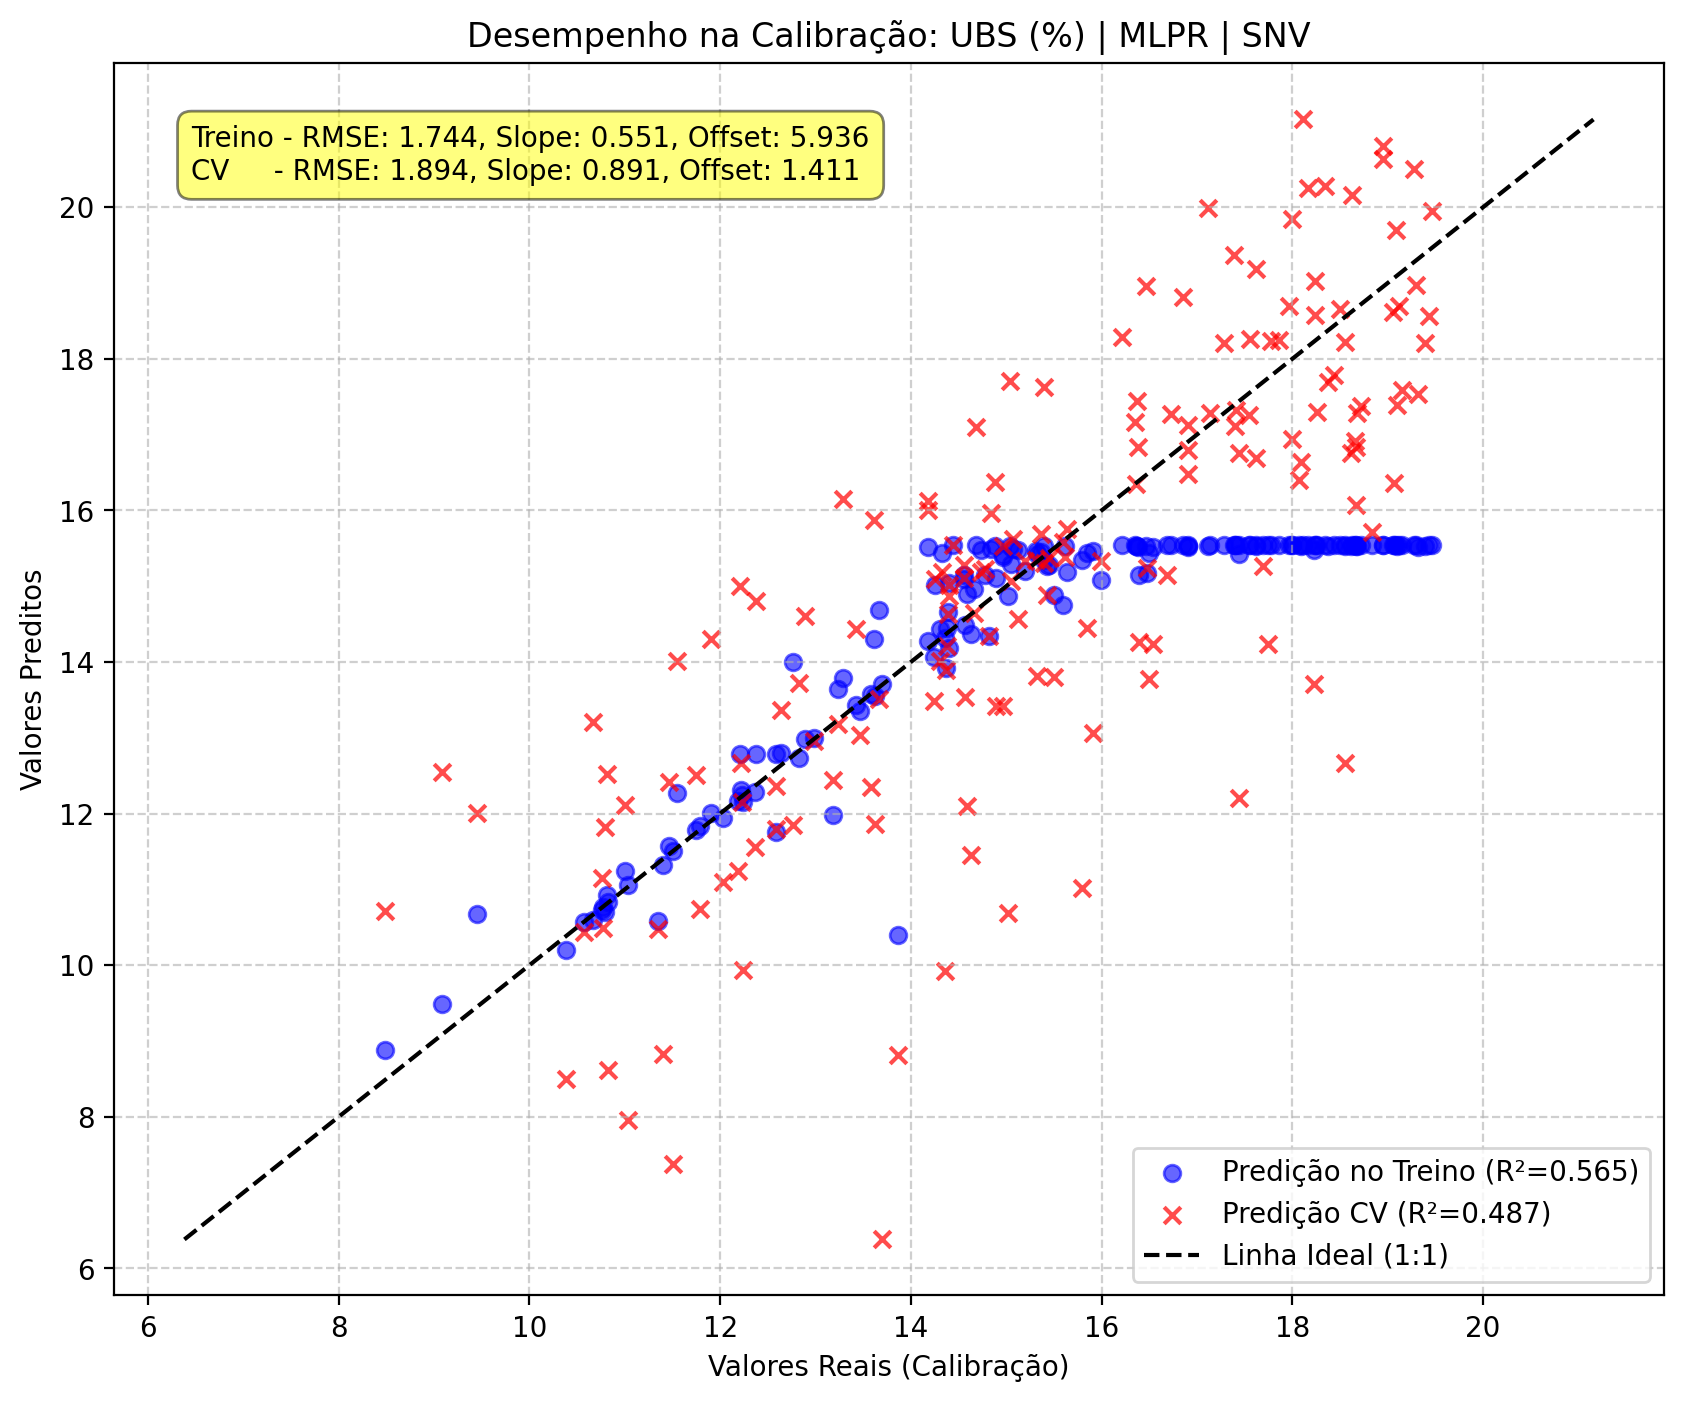 Desempenho na Calibração: UBS (%) | MLPR | SNV
Treino - RMSE: 1.744, Slope: 0.551, Offset: 5.936
CV - RMSE: 1.894, Slope: 0.891, Offset: 1.411
Valores Preditos
20
18
16
14
12
10
8
6
Predição no Treino (R²=0.565)
Predição CV (R²=0.487)
Linha Ideal (1:1)
6 8 10 12 14 16 18 20
Valores Reais (Calibração)